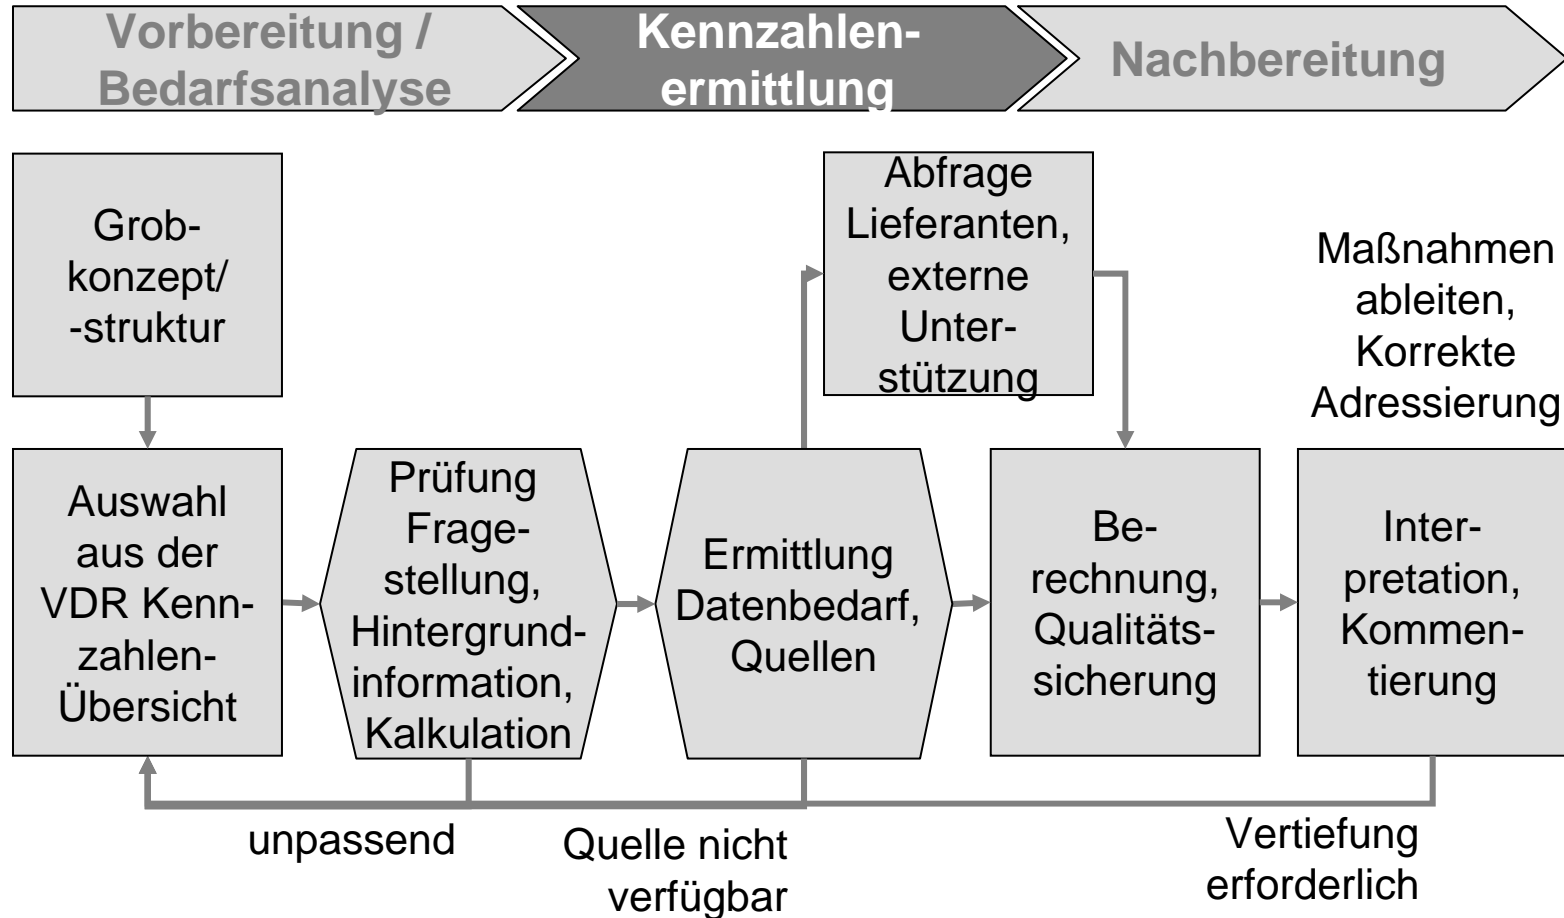 Vorbereitung /
Bedarfsanalyse
Kennzahlen-
ermittlung
Nachbereitung
Grob-
konzept/
-struktur
Abfrage
Lieferanten,
externe
Unter-
stützung
Maßnahmen
ableiten,
Korrekte
Adressierung
Auswahl
aus der
VDR Kenn-
zahlen-
Übersicht
Prüfung
Frage-
stellung,
Hintergrund-
information,
Kalkulation
Ermittlung
Datenbedarf,
Quellen
Be-
rechnung,
Qualitäts-
sicherung
Inter-
pretation,
Kommen-
tierung
unpassend
Quelle nicht
verfügbar
Vertiefung
erforderlich